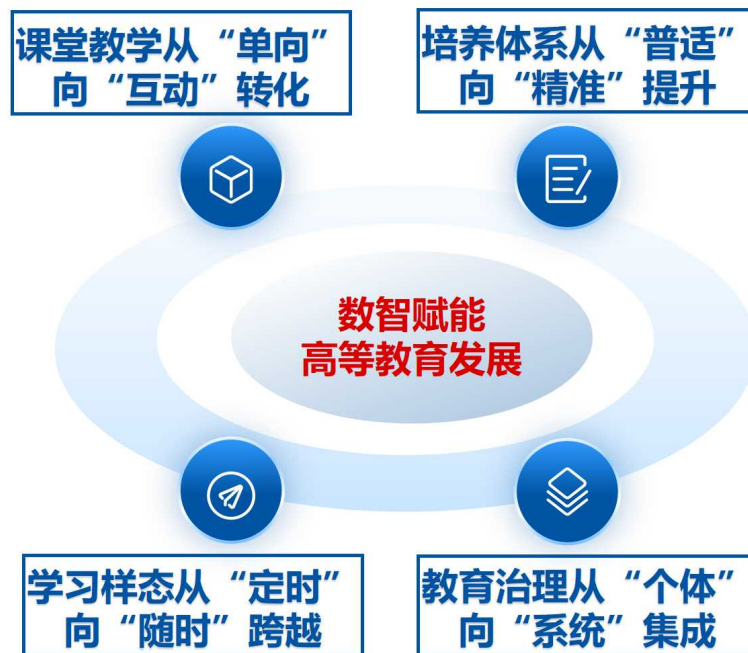 课堂教学从“单向”
向“互动”转化
培养体系从“普适”
向“精准”提升
数智赋能
高等教育发展
学习样态从“定时”
向“随时”跨越
教育治理从“个体”
向“系统”集成